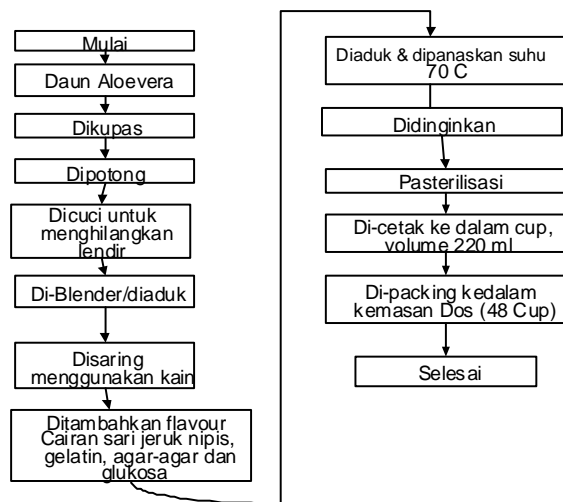 Mulai
Daun Aloevera
Dikupas
Dipotong
Dicuci untuk
menghilangkan
lendir
Di-Blender/diaduk
Disaring
menggunakan kain
Ditambahkan flavour
Cairan sari jeruk nipis,
gelatin, agar-agar dan
glukosa
Diaduk & dipanaskan suhu
70 C
Didinginkan
Pasterilisasi
Di-cetak ke dalam cup,
volume 220 ml
Di-packing kedalam
kemasan Dos (48 Cup)
Selesai